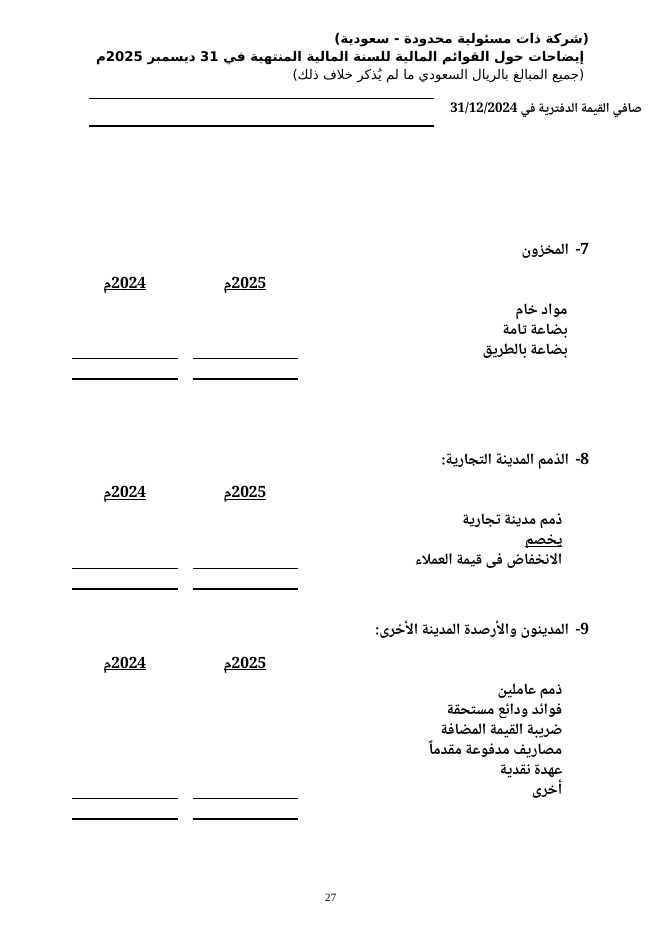 (شركة ذات مسئولية محدودة - سعودية)
إيضاحات حول القوائم المالية للسنة المالية المنتهية في 31 ديسمبر 2025م
(جميع المبالغ بالريال السعودي ما لم يُذكر خلاف ذلك)
صافي القيمة الدفترية في 31/12/2024
7- المخزون
2025م 2024م
مواد خام
بضاعة تامة
بضاعة بالطريق
8- الذمم المدينة التجارية:
2025م 2024م
ذمم مدينة تجارية
يخصم
الانخفاض فى قيمة العملاء
9- المدينون والأرصدة المدينة الأخرى:
2025م 2024م
ذمم عاملين
فوائد ودائع مستحقة
ضريبة القيمة المضافة
مصاريف مدفوعة مقدماً
عهدة نقدية
أخرى
27